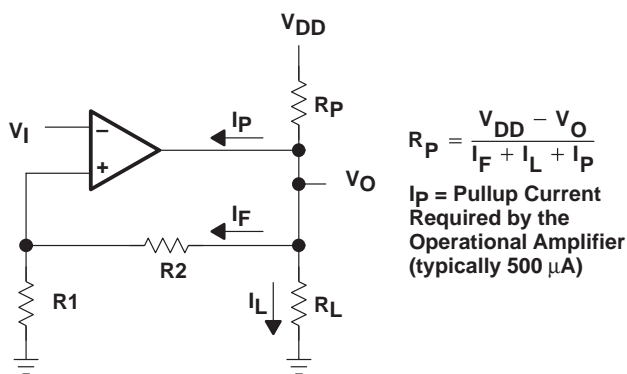 VDD
RP
IP
VI
−
+
VO
IF
R2
R1
IL
RL
RP = VDD − VO / IF + IL + IP
IP = Pullup Current
Required by the
Operational Amplifier
(typically 500 μA)